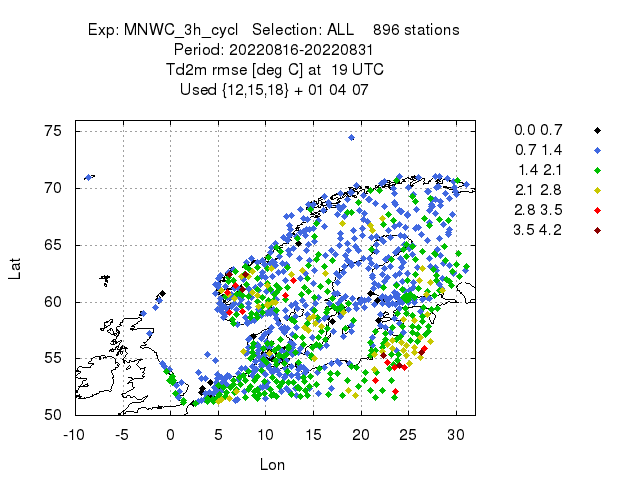 Exp: MNWC_3h_cycl Selection: ALL 896 stations
Period: 20220816-20220831
Td2m rmse [deg C] at 19 UTC
Used {12,15,18} + 01 04 07
75
70
65
60
55
50
Lat
-10 -5 0 5 10 15 20 25 30
Lon
0.0 0.7
0.7 1.4
1.4 2.1
2.1 2.8
2.8 3.5
3.5 4.2